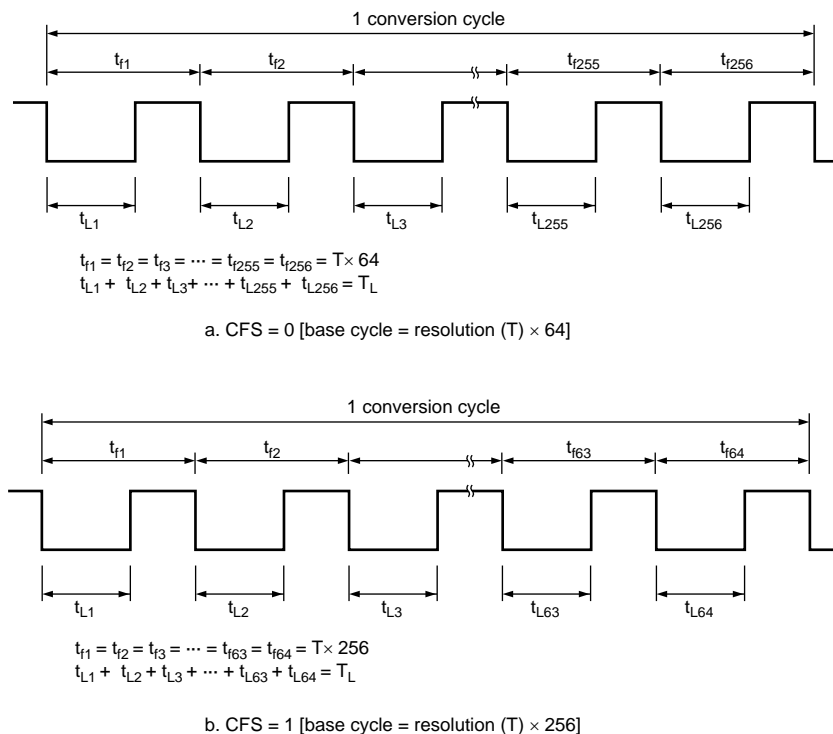 1 conversion cycle
tf1 tf2 tf255 tf256
tL1 tL2 tL3 tL255 tL256
tf1 = tf2 = tf3 = ··· = tf255 = tf256 = T× 64
tL1 + tL2 + tL3+ ··· + tL255 + tL256 = TL
a. CFS = 0 [base cycle = resolution (T) × 64]
1 conversion cycle
tf1 tf2 tf63 tf64
tL1 tL2 tL3 tL63 tL64
tf1 = tf2 = tf3 = ··· = tf63 = tf64 = T× 256
tL1 + tL2 + tL3 + ··· + tL63 + tL64 = TL
b. CFS = 1 [base cycle = resolution (T) × 256]